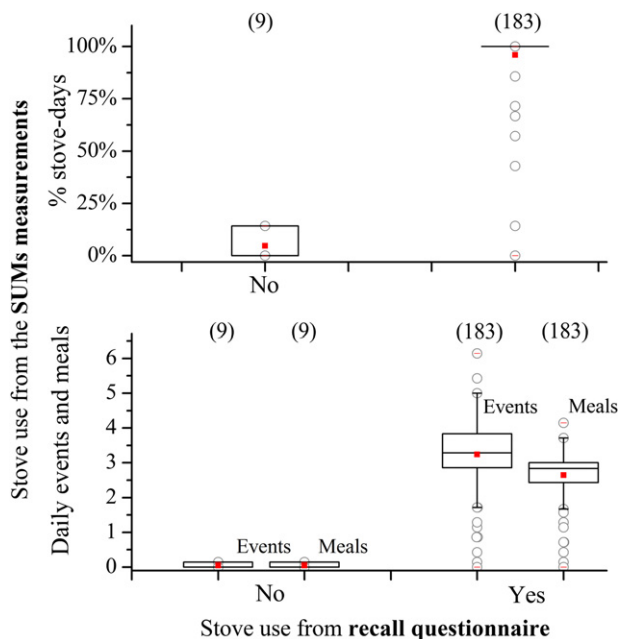 (9) (183)
100%
75%
50%
25%
0%
% stove-days
No
Stove use from the SUMs measurements
(9) (9) (183) (183)
6
5
4
3
2
1
0
Daily events and meals
Events Meals
Events Meals
No Yes
Stove use from recall questionnaire